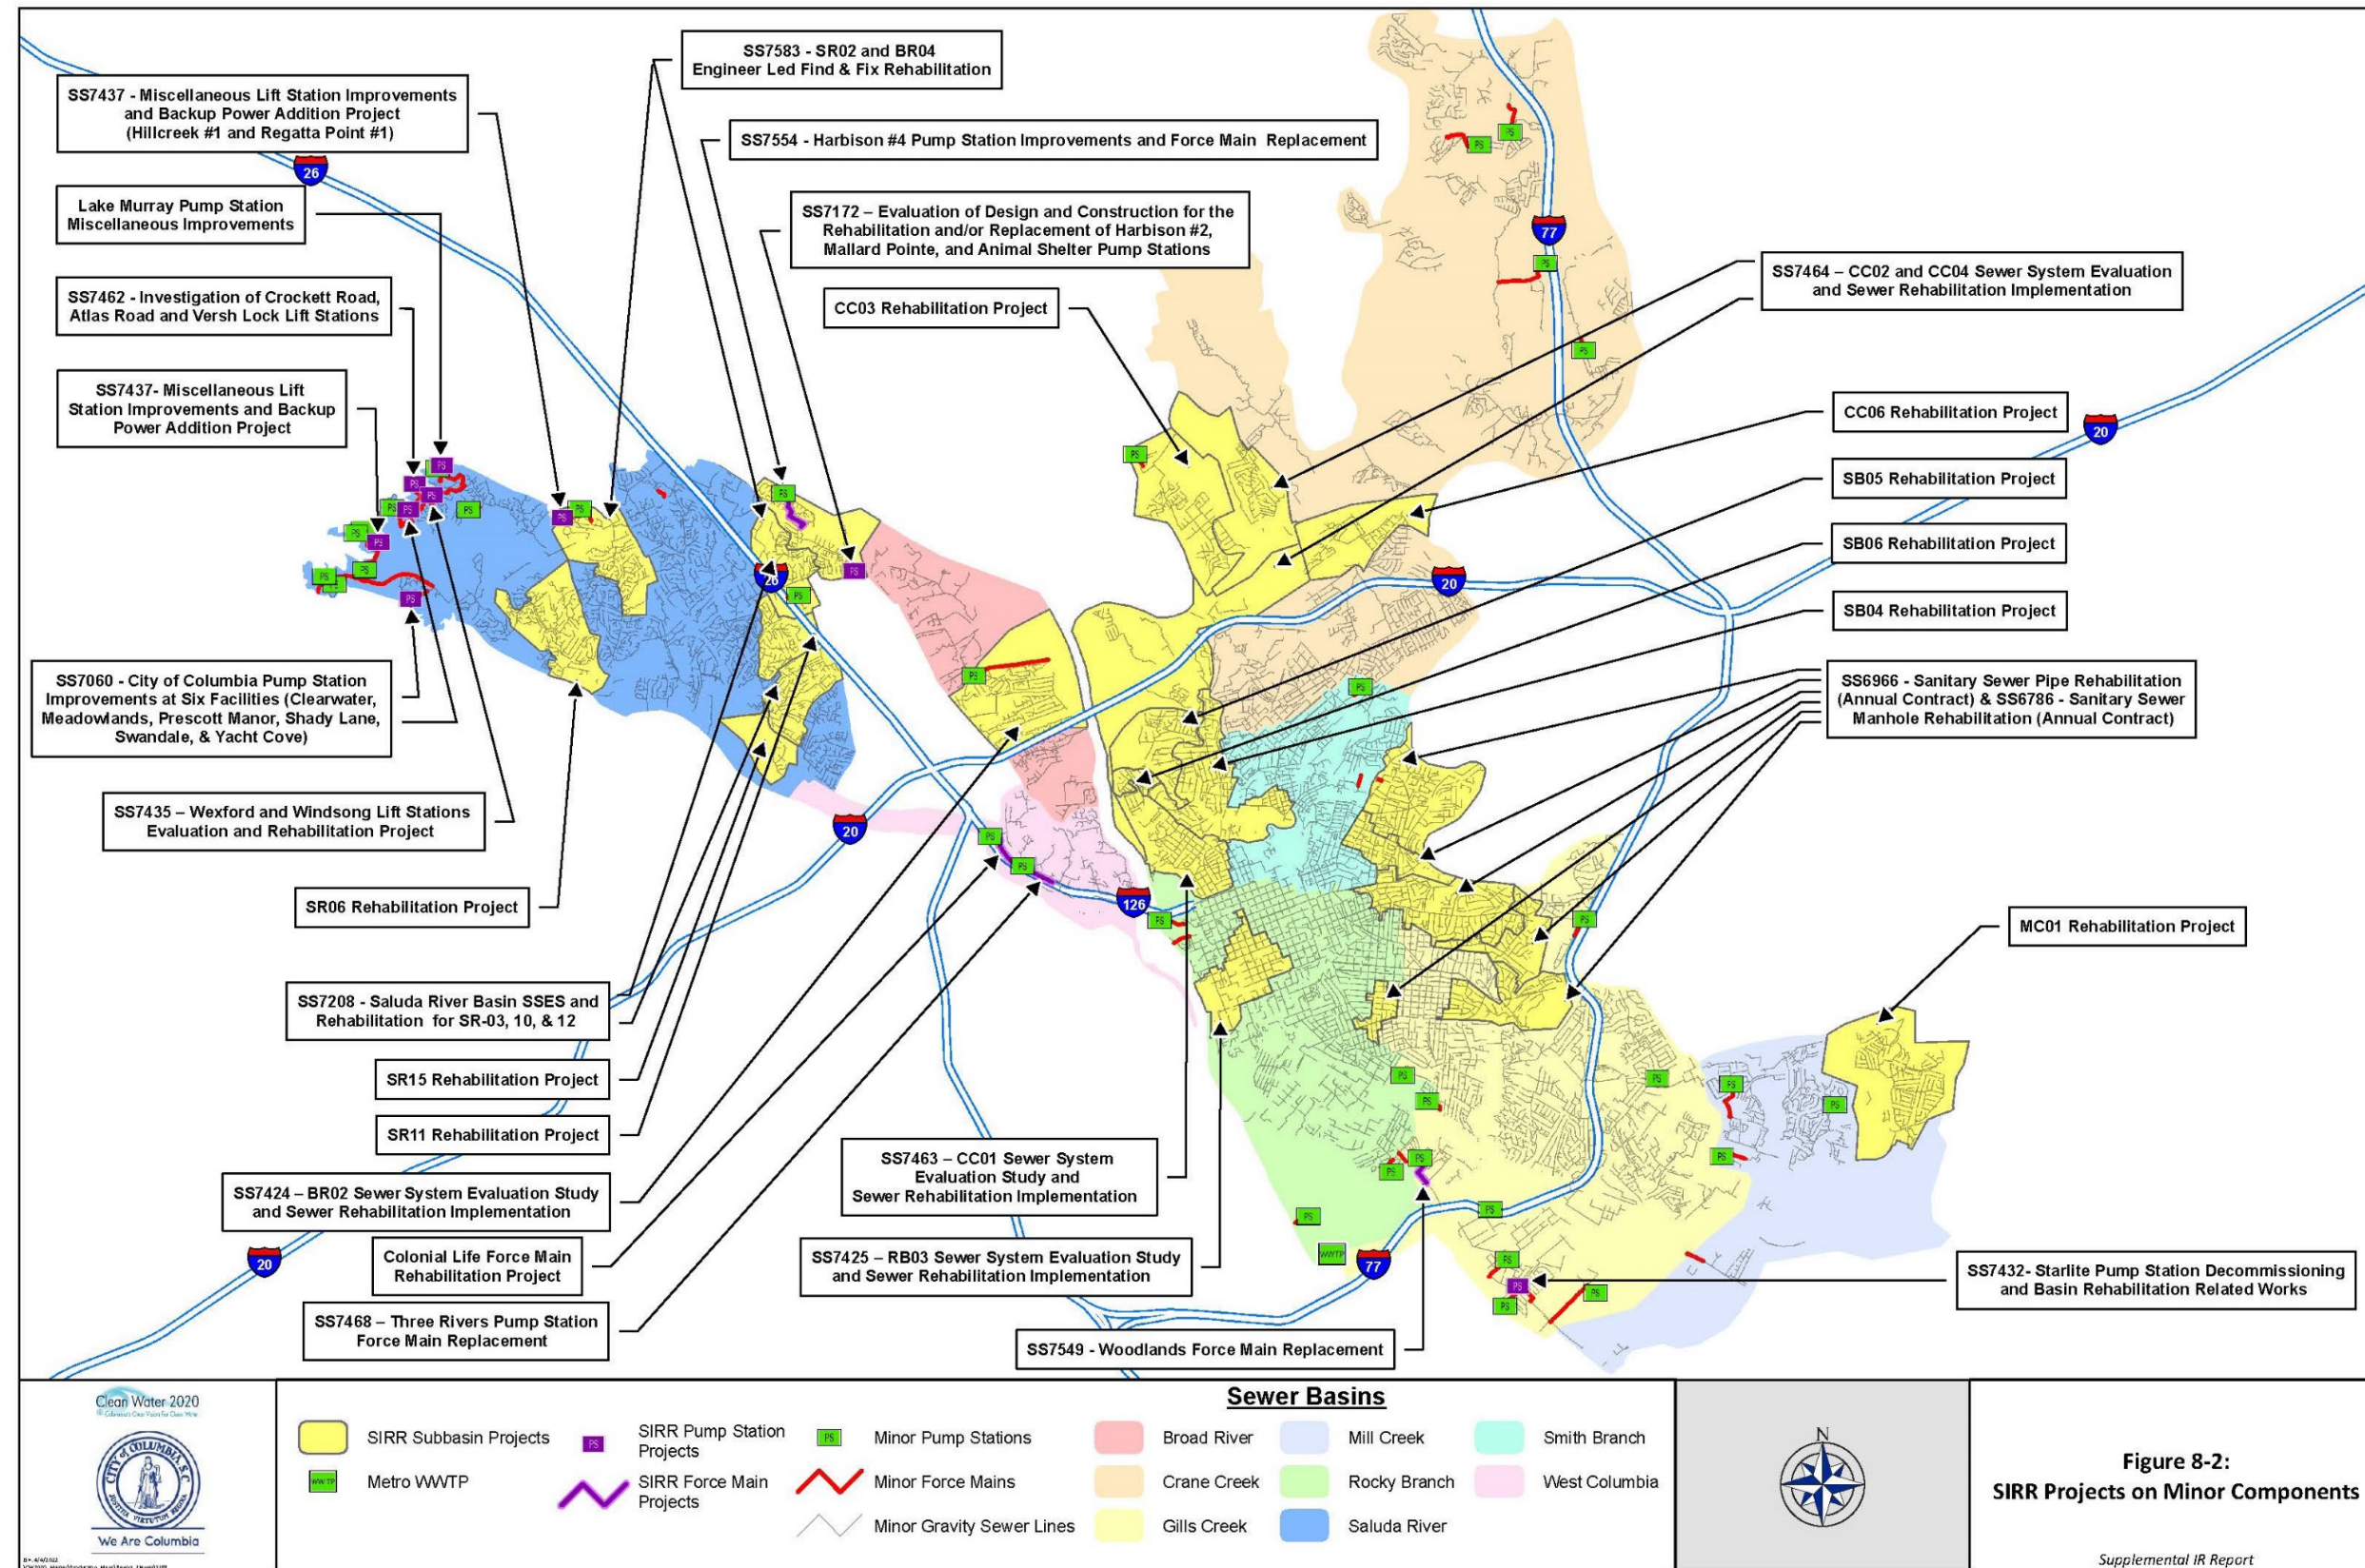 SS7583 - SR02 and BR04
Engineer Led Find & Fix Rehabilitation
SS7437 - Miscellaneous Lift Station Improvements
and Backup Power Addition Project
(Hillcreek #1 and Regatta Point #1)
SS7554 - Harbison #4 Pump Station Improvements and Force Main Replacement
26
Lake Murray Pump Station
Miscellaneous Improvements
SS7172 – Evaluation of Design and Construction for the
Rehabilitation and/or Replacement of Harbison #2,
Mallard Pointe, and Animal Shelter Pump Stations
77
SS7464 – CC02 and CC04 Sewer System Evaluation
and Sewer Rehabilitation Implementation
SS7462 - Investigation of Crockett Road,
Atlas Road and Versh Lock Lift Stations
CC03 Rehabilitation Project
SS7437- Miscellaneous Lift
Station Improvements and Backup
Power Addition Project
CC06 Rehabilitation Project
20
SB05 Rehabilitation Project
SB06 Rehabilitation Project
26
20
SB04 Rehabilitation Project
SS7060 - City of Columbia Pump Station
Improvements at Six Facilities (Clearwater,
Meadowlands, Prescott Manor, Shady Lane,
Swandale, & Yacht Cove)
SS6966 - Sanitary Sewer Pipe Rehabilitation
(Annual Contract) & SS6786 - Sanitary Sewer
Manhole Rehabilitation (Annual Contract)
SS7435 – Wexford and Windsong Lift Stations
Evaluation and Rehabilitation Project
20
SR06 Rehabilitation Project
126
MC01 Rehabilitation Project
SS7208 - Saluda River Basin SSES and
Rehabilitation for SR-03, 10, & 12
SR15 Rehabilitation Project
SR11 Rehabilitation Project
SS7463 – CC01 Sewer System
Evaluation Study and
Sewer Rehabilitation Implementation
SS7424 – BR02 Sewer System Evaluation Study
and Sewer Rehabilitation Implementation
20
Colonial Life Force Main
Rehabilitation Project
SS7425 – RB03 Sewer System Evaluation Study
and Sewer Rehabilitation Implementation
WWTP
77
SS7432- Starlite Pump Station Decommissioning
and Basin Rehabilitation Related Works
SS7468 – Three Rivers Pump Station
Force Main Replacement
SS7549 - Woodlands Force Main Replacement
Clean Water 2020
CITY of COLUMBIA, S.C.
JUSTITIA VIRTUTUM REGINA
We Are Columbia
SIRR Subbasin Projects
WWTP
Metro WWTP
PS
SIRR Pump Station
Projects
SIRR Force Main
Projects
PS
Minor Pump Stations
Minor Force Mains
Minor Gravity Sewer Lines
Sewer Basins
Broad River
Crane Creek
Gills Creek
Mill Creek
Rocky Branch
Saluda River
Smith Branch
West Columbia
N
Figure 8-2:
SIRR Projects on Minor Components
Supplemental IR Report